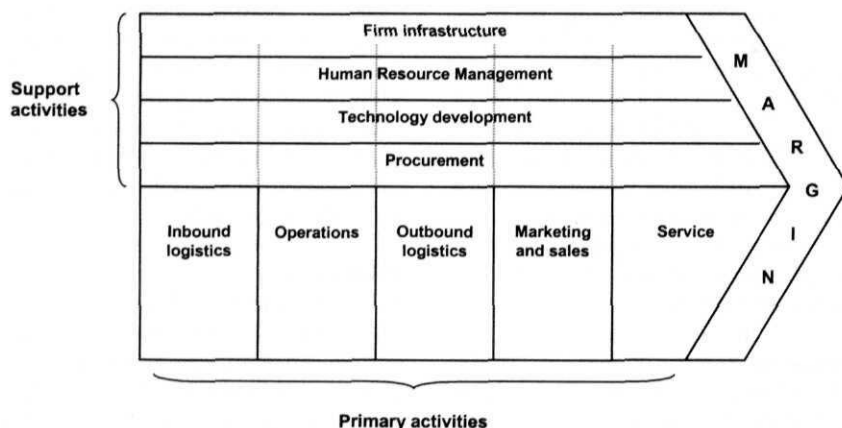 Firm infrastructure
Human Resource Management
Support
activities
Technology development
Procurement
Inbound
logistics
Operations
Outbound
logistics
Marketing
and sales
Service
MARGIN
Primary activities